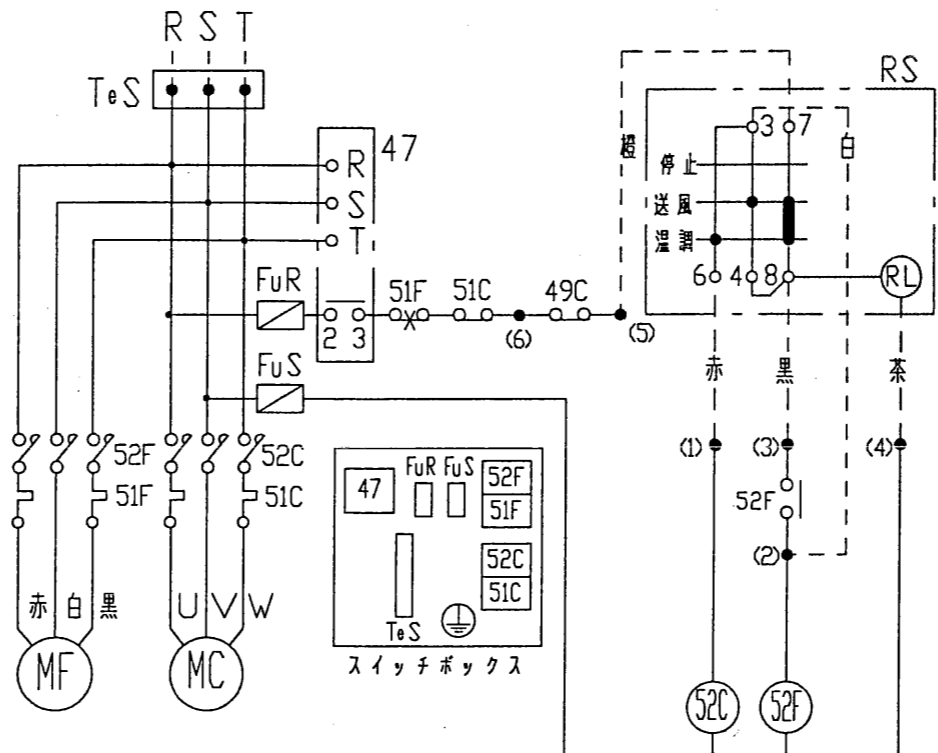 R S T
TeS
RS
47
3 7
橙
白
R
停止
S
送風
T
温調
FuR
51F
51C
49C
6 4 8
RL
2 3
(6)
(5)
FuS
赤
黒
茶
(1)
(3)
(4)
52F
52C
51F
51C
47
FuR FuS
52F
51F
52C
51C
TeS
スイッチボックス
52F
(2)
赤 白 黒
U V W
MF
MC
52C
52F